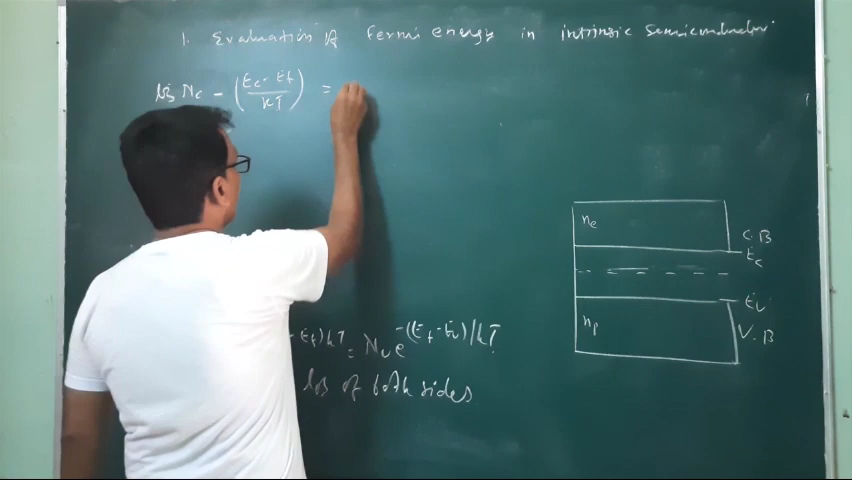 1. Evaluation of Fermi energy in intrinsic semiconductor
log Nc - (Ec - Ef / kT) =
ne
C.B
Ec
Ev
np
V.B
Ef)/kT = Nv e^-((Ef - Ev)/kT
log of both sides